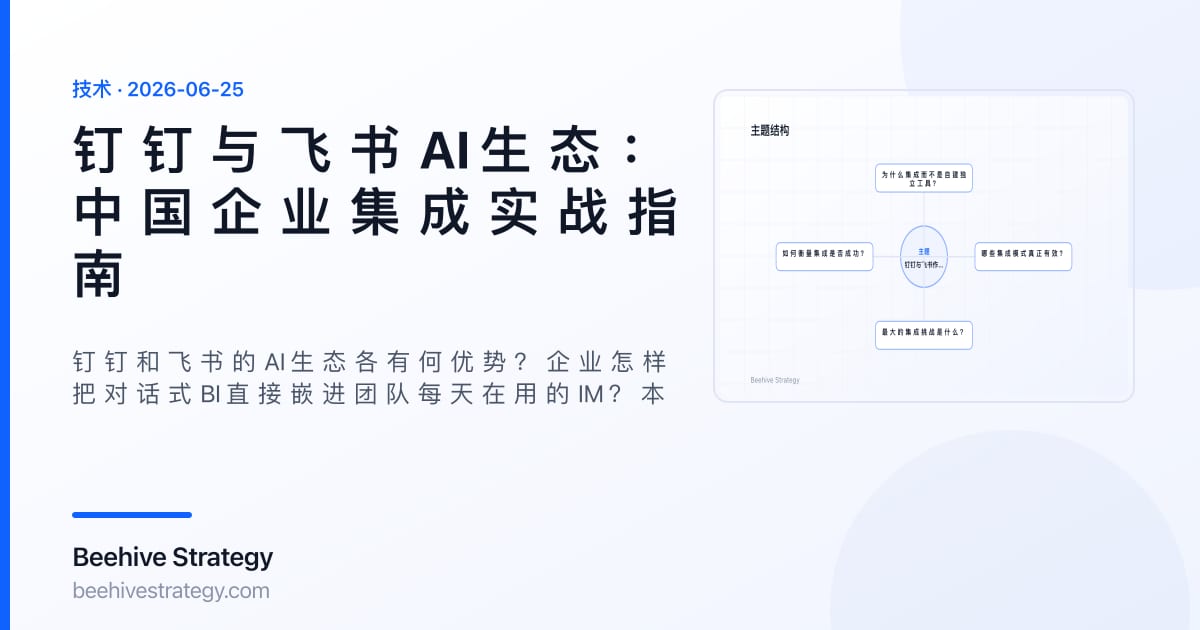 技术 · 2026-06-25
钉钉与飞书AI生态：
中国企业集成实战指
南
钉钉和飞书的AI生态各有何优势？企业怎样
把对话式BI直接嵌进团队每天在用的IM？本
Beehive Strategy
beehivestrategy.com
主题结构
为什么集成而不是自建独
立工具？
如何衡量集成是否成功？
主题
钉钉与飞书作...
哪些集成模式真正有效？
最大的集成挑战是什么？
Beehive Strategy